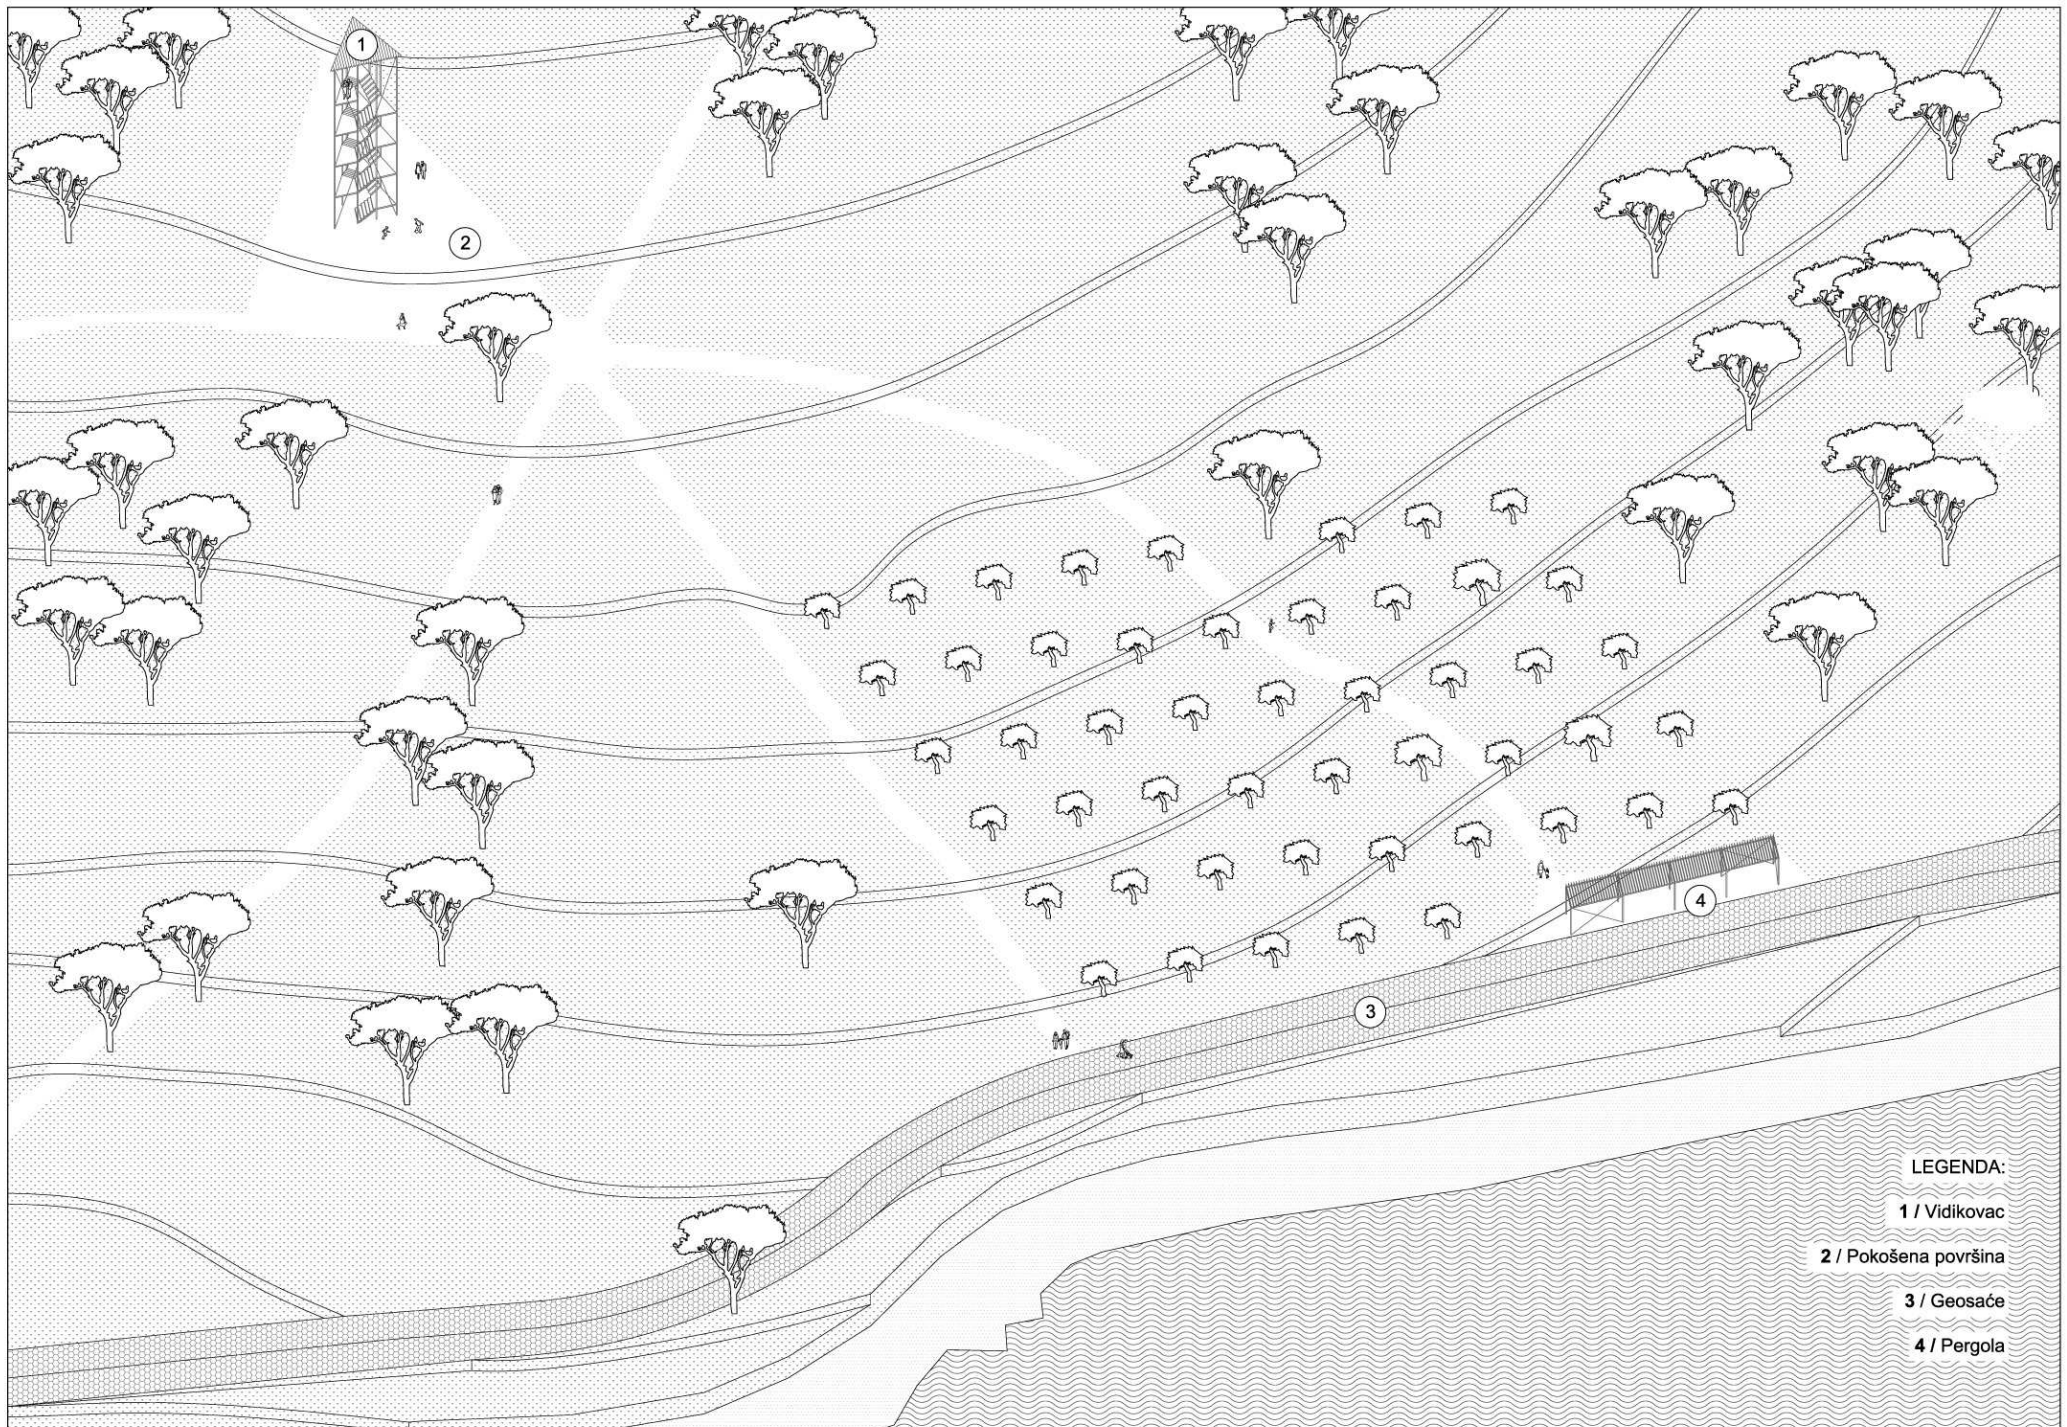 1
2
4
3
LEGENDA:
1 / Vidikovac
2 / Pokošena površina
3 / Geosaće
4 / Pergola